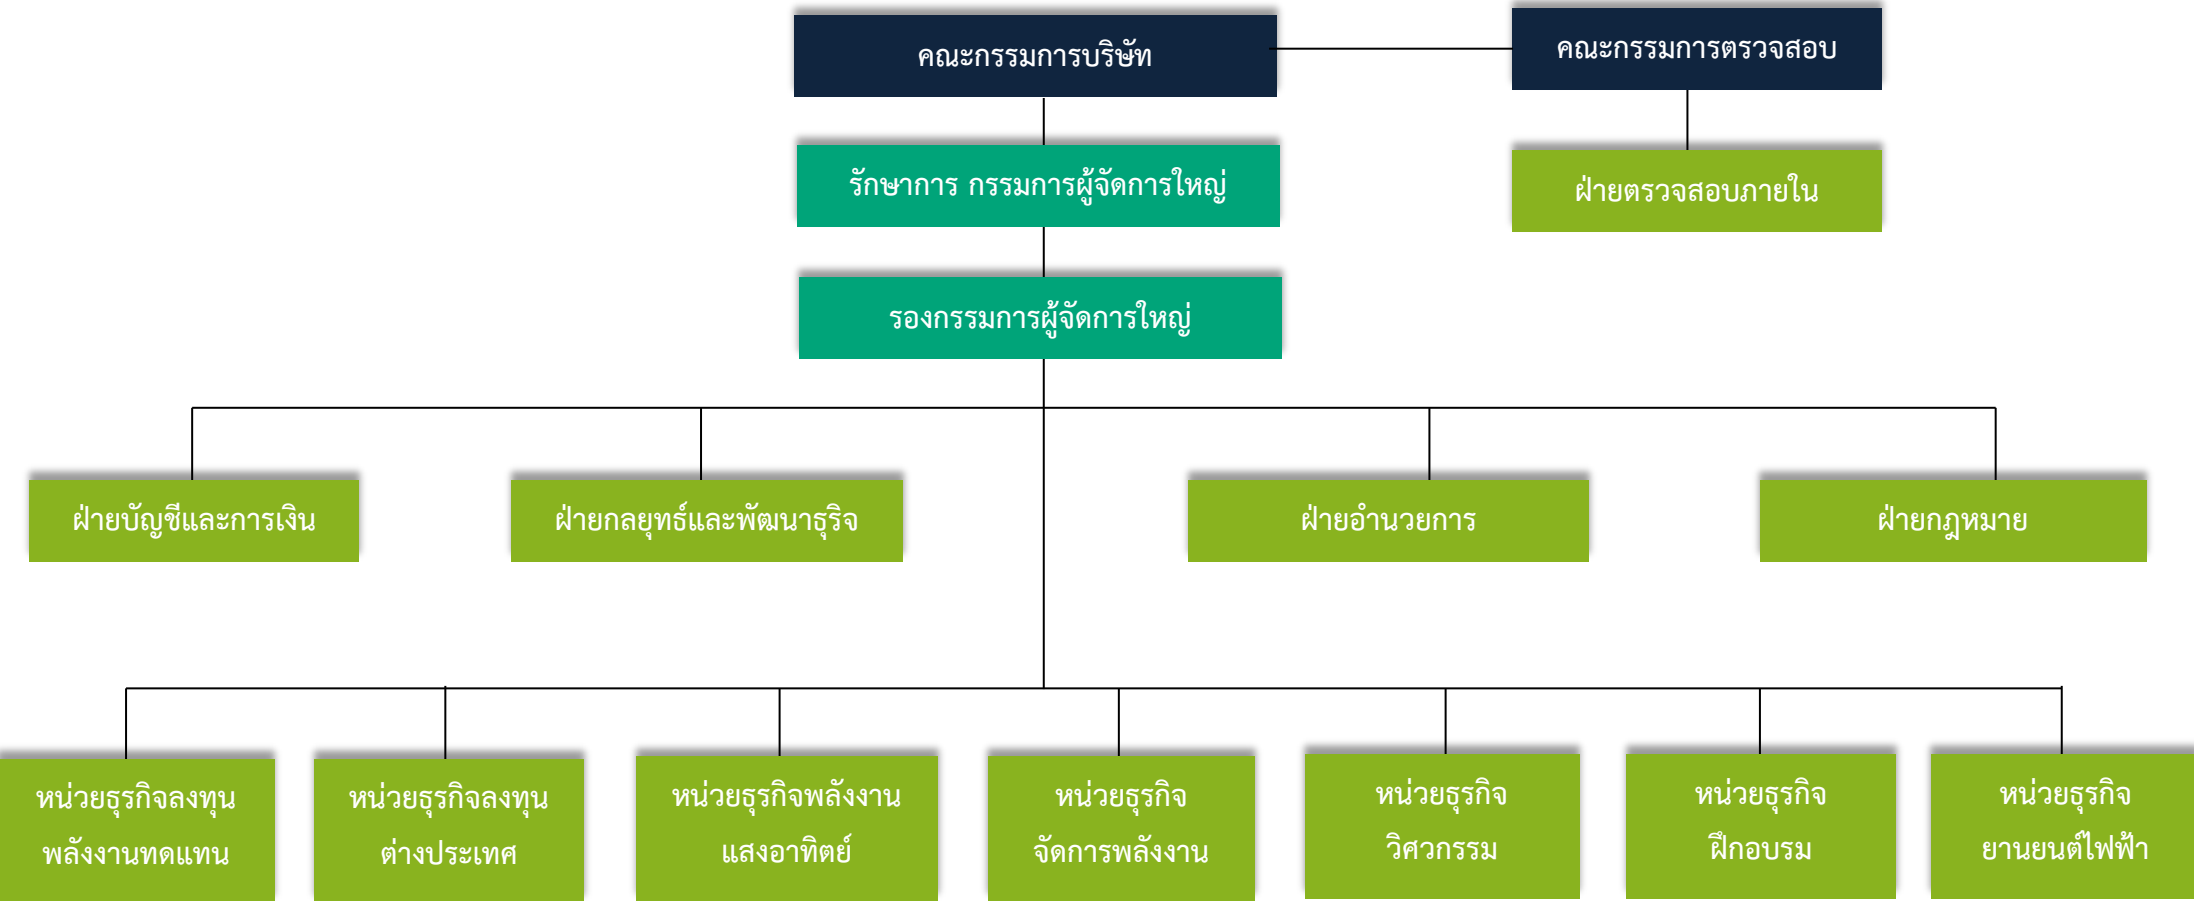 คณะกรรมการบริษัท
คณะกรรมการตรวจสอบ
รักษาการ กรรมการผู้จัดการใหญ่
ฝ่ายตรวจสอบภายใน
รองกรรมการผู้จัดการใหญ่
ฝ่ายบัญชีและการเงิน
ฝ่ายกลยุทธ์และพัฒนาธุริจ
ฝ่ายอำนวยการ
ฝ่ายกฎหมาย
หน่วยธุรกิจลงทุน
พลังงานทดแทน
หน่วยธุรกิจลงทุน
ต่างประเทศ
หน่วยธุรกิจพลังงาน
แสงอาทิตย์
หน่วยธุรกิจ
จัดการพลังงาน
หน่วยธุรกิจ
วิศวกรรม
หน่วยธุรกิจ
ฝึกอบรม
หน่วยธุรกิจ
ยานยนต์ไฟฟ้า